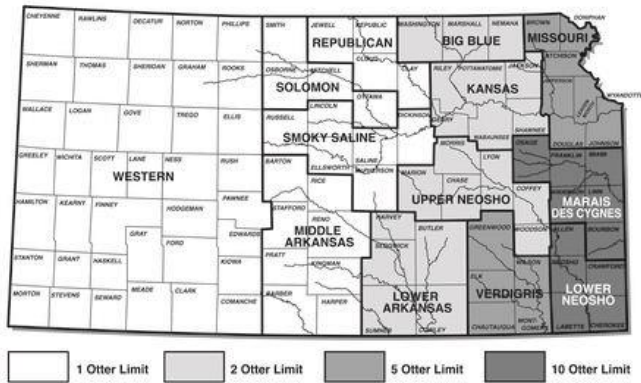 CHEYENNE RAWLINS DECATUR NORTON PHILLIPS SMITH JEWELL REPUBLIC WASHINGTON MARSHALL NEMAHA BROWN DONIPHAN
REPUBLICAN BIG BLUE MISSOURI
CLOUD ATCHISON
SHERMAN THOMAS SHERIDAN GRAHAM ROOKS OSBORNE MITCHELL CLAY RILEY POTTAWATOMIE JACKSON
SOLOMON KANSAS
WYANDOTTE
OTTAWA
WALLACE LOGAN GOVE TREGO ELLIS RUSSELL LINCOLN DICKINSON GEARY WABAUNSEE SHAWNEE DOUGLAS JOHNSON
SMOKY SALINE
SALINE MORRIS OSAGE FRANKLIN MIAMI
GREELEY WICHITA SCOTT LANE NESS RUSH BARTON ELLSWORTH MCPHERSON MARION CHASE LYON COFFEY LINN
WESTERN UPPER NEOSHO MARAIS
DES CYGNES
RICE
HAMILTON KEARNY FINNEY HODGEMAN PAWNEE STAFFORD RENO HARVEY BUTLER GREENWOOD WOODSON ALLEN BOURBON
MIDDLE
ARKANSAS
GRAY FORD EDWARDS PRATT KINGMAN SEDGWICK ELK WILSON NEOSHO CRAWFORD
STANTON GRANT HASKELL KIOWA
LOWER
ARKANSAS VERDIGRIS LOWER
NEOSHO
MORTON STEVENS SEWARD MEADE CLARK COMANCHE BARBER HARPER SUMNER COWLEY CHAUTAUQUA MONT-
GOMERY LABETTE CHEROKEE
1 Otter Limit 2 Otter Limit 5 Otter Limit 10 Otter Limit